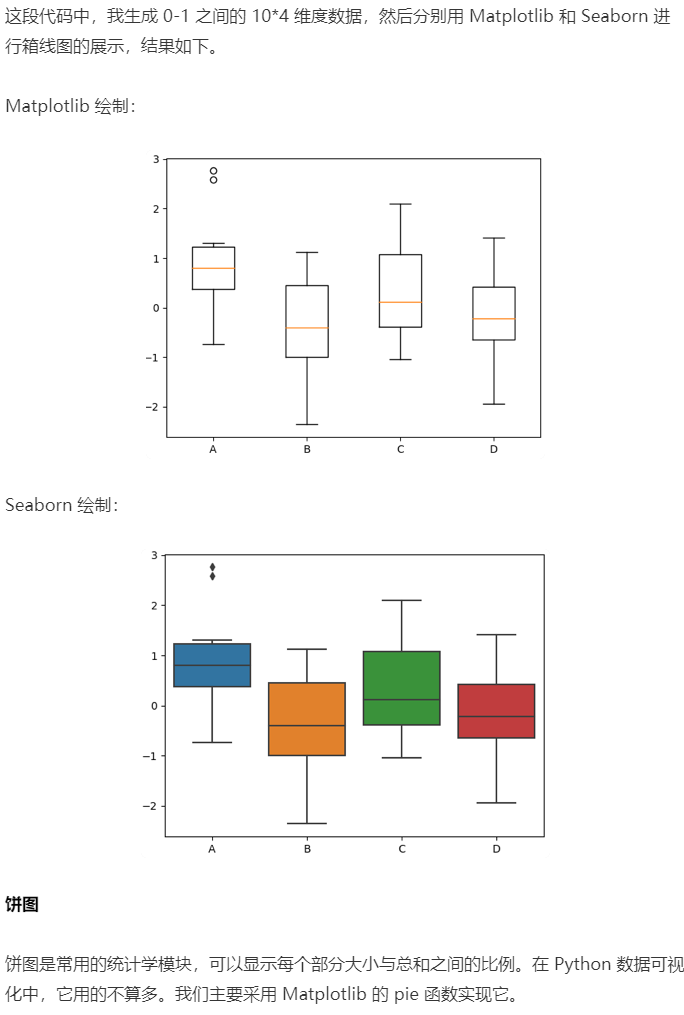 这段代码中，我生成 0-1 之间的 10*4 维度数据，然后分别用 Matplotlib 和 Seaborn 进
行箱线图的展示，结果如下。
Matplotlib 绘制：
3
2
1
0
−1
−2
A B C D
Seaborn 绘制：
3
2
1
0
−1
−2
A B C D
饼图
饼图是常用的统计学模块，可以显示每个部分大小与总和之间的比例。在 Python 数据可视
化中，它用的不算多。我们主要采用 Matplotlib 的 pie 函数实现它。